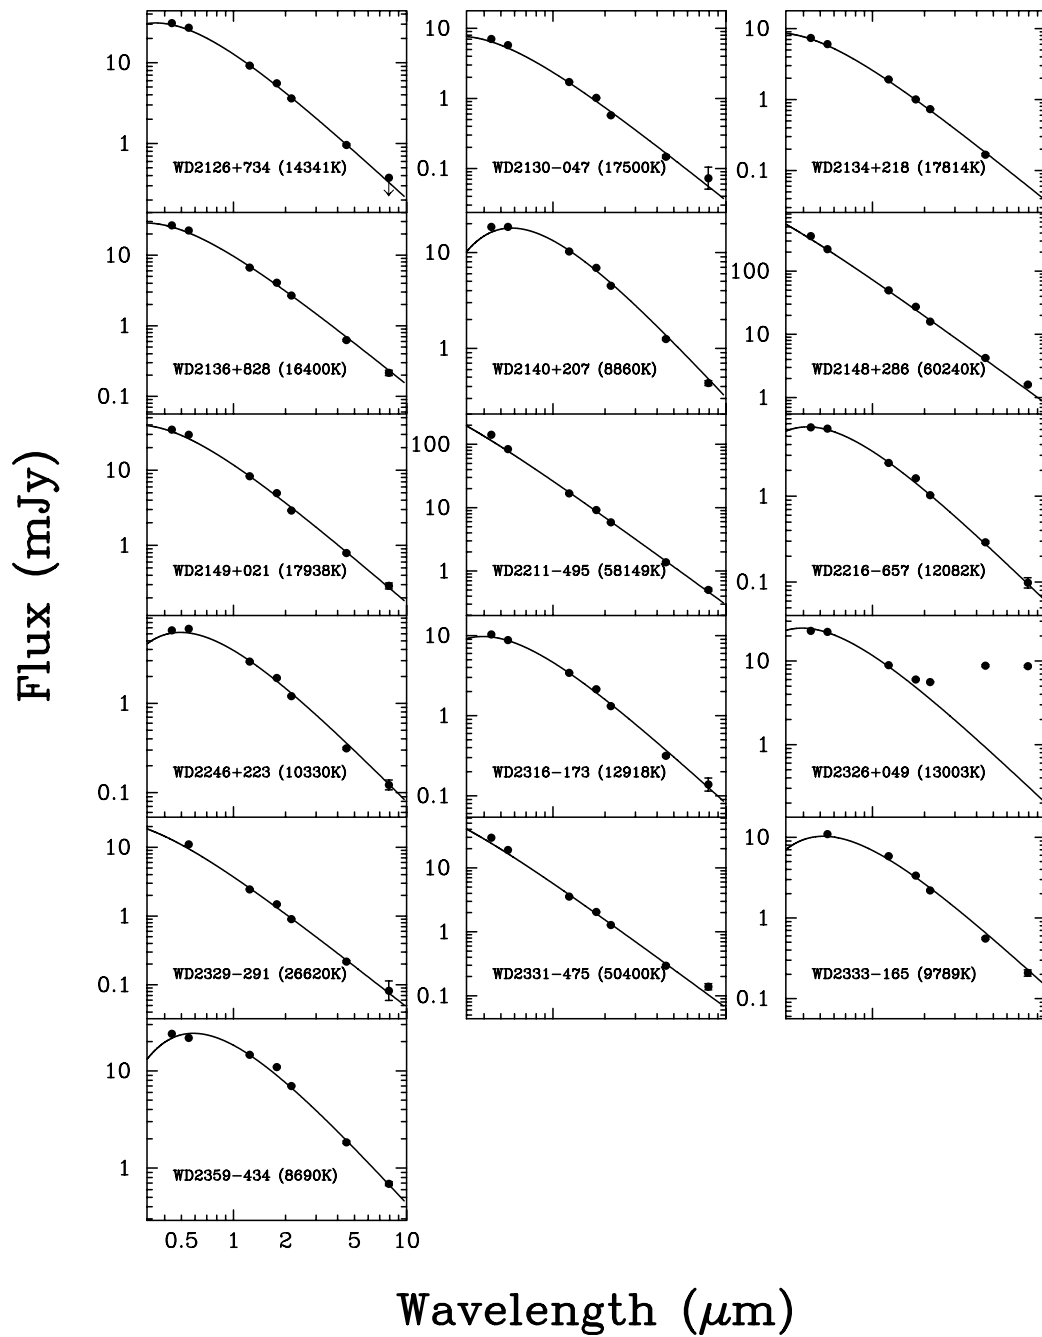 Flux (mJy)
10
1
WD2126+734 (14341K)
10
1
0.1
WD2130-047 (17500K)
10
1
0.1
WD2134+218 (17814K)
10
1
0.1
WD2136+828 (16400K)
10
1
WD2140+207 (8860K)
100
10
1
WD2148+286 (60240K)
10
1
WD2149+021 (17938K)
100
10
1
WD2211-495 (58149K)
1
0.1
WD2216-657 (12082K)
1
0.1
WD2246+223 (10330K)
10
1
0.1
WD2316-173 (12918K)
10
1
WD2326+049 (13003K)
10
1
0.1
WD2329-291 (26620K)
10
1
0.1
WD2331-475 (50400K)
10
1
0.1
WD2333-165 (9789K)
10
1
WD2359-434 (8690K)
0.5 1 2 5 10
Wavelength (μm)